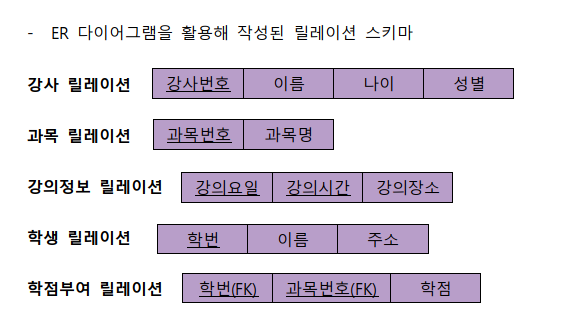 - ER 다이어그램을 활용해 작성된 릴레이션 스키마
강사 릴레이션 강사번호 이름 나이 성별
과목 릴레이션 과목번호 과목명
강의정보 릴레이션 강의요일 강의시간 강의장소
학생 릴레이션 학번 이름 주소
학점부여 릴레이션 학번(FK) 과목번호(FK) 학점